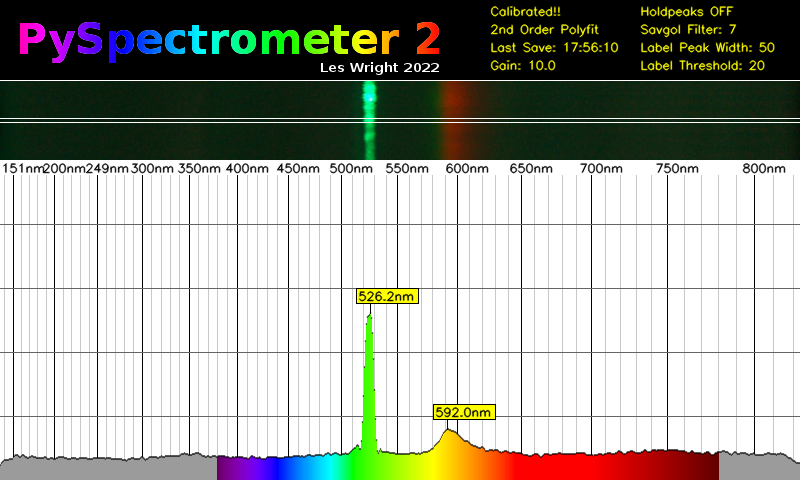 PySpectrometer 2
Les Wright 2022
Calibrated!!
2nd Order Polyfit
Last Save: 17:56:10
Gain: 10.0
Holdpeaks OFF
Savgol Filter: 7
Label Peak Width: 50
Label Threshold: 20
151nm 200nm 249nm 300nm 350nm 400nm 450nm 500nm 550nm 600nm 650nm 700nm 750nm 800nm
526.2nm
592.0nm